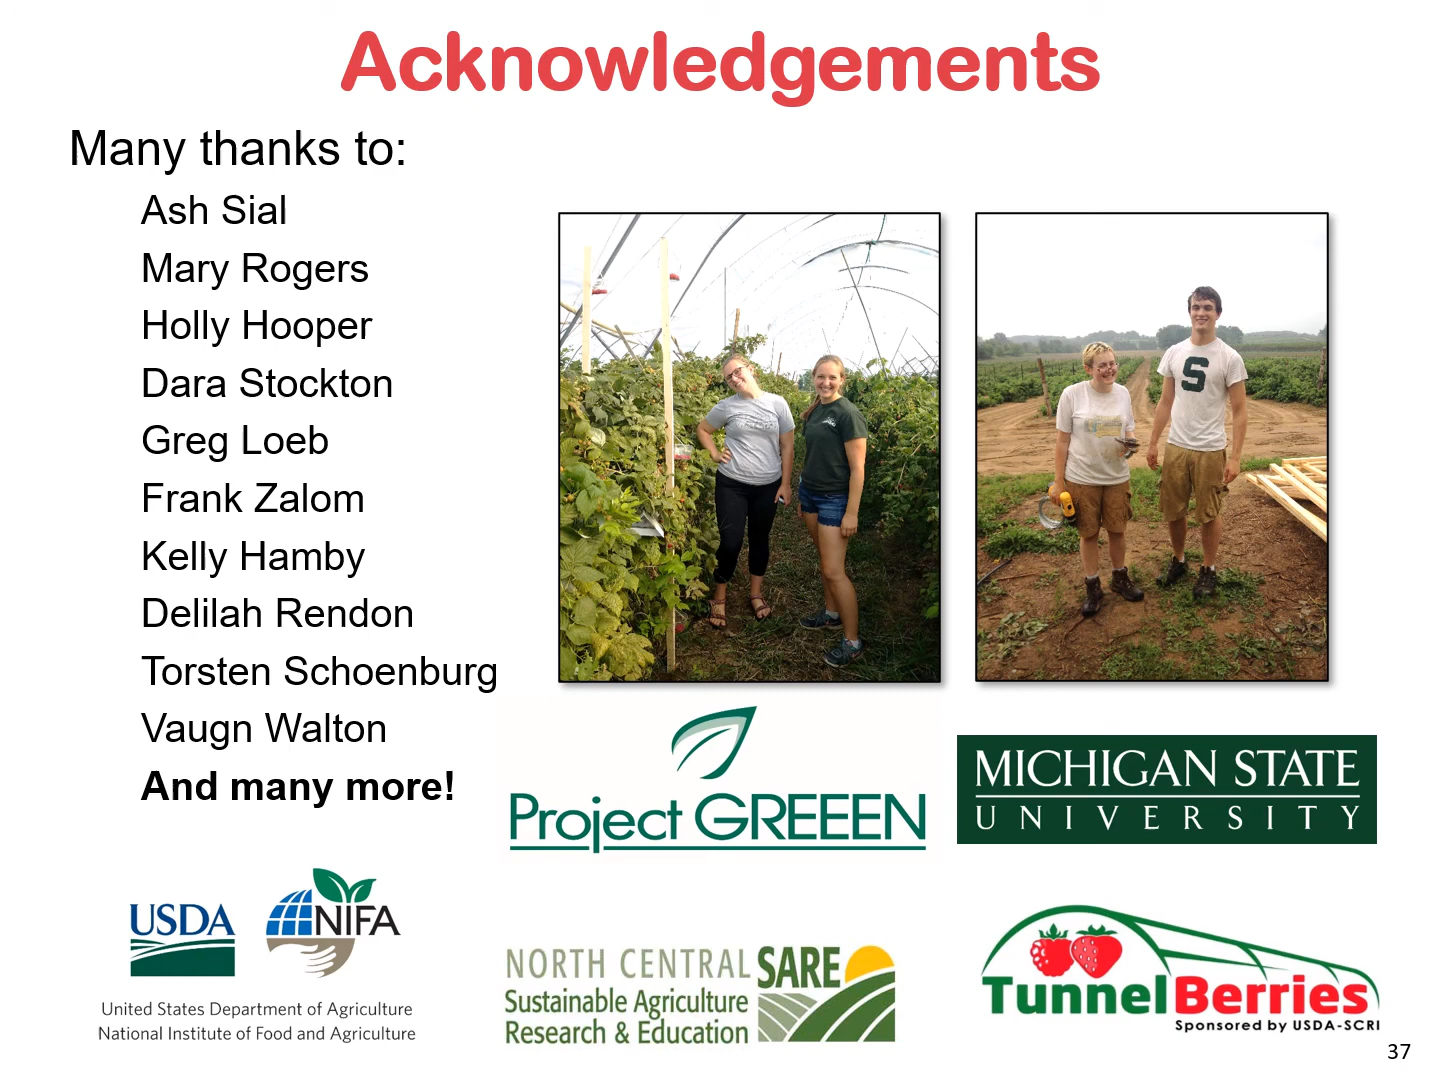 Acknowledgements
Many thanks to:
Ash Sial
Mary Rogers
Holly Hooper
Dara Stockton
Greg Loeb
Frank Zalom
Kelly Hamby
Delilah Rendon
Torsten Schoenburg
Vaugn Walton
And many more!
S
Project GREEEN
MICHIGAN STATE
UNIVERSITY
USDA
NIFA
United States Department of Agriculture
National Institute of Food and Agriculture
NORTH CENTRAL SARE
Sustainable Agriculture
Research & Education
TunnelBerries
Sponsored by USDA-SCRI
37